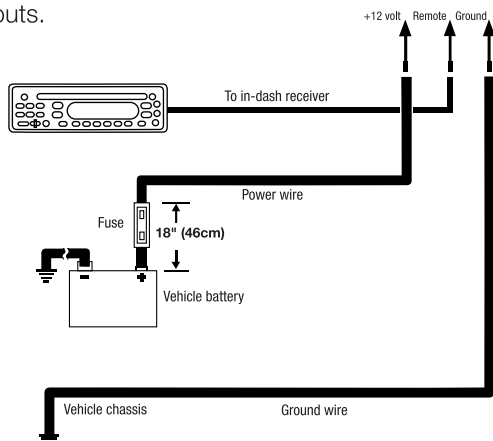 outs.
+12 volt Remote Ground
To in-dash receiver
Power wire
Fuse
18" (46cm)
Vehicle battery
Vehicle chassis
Ground wire